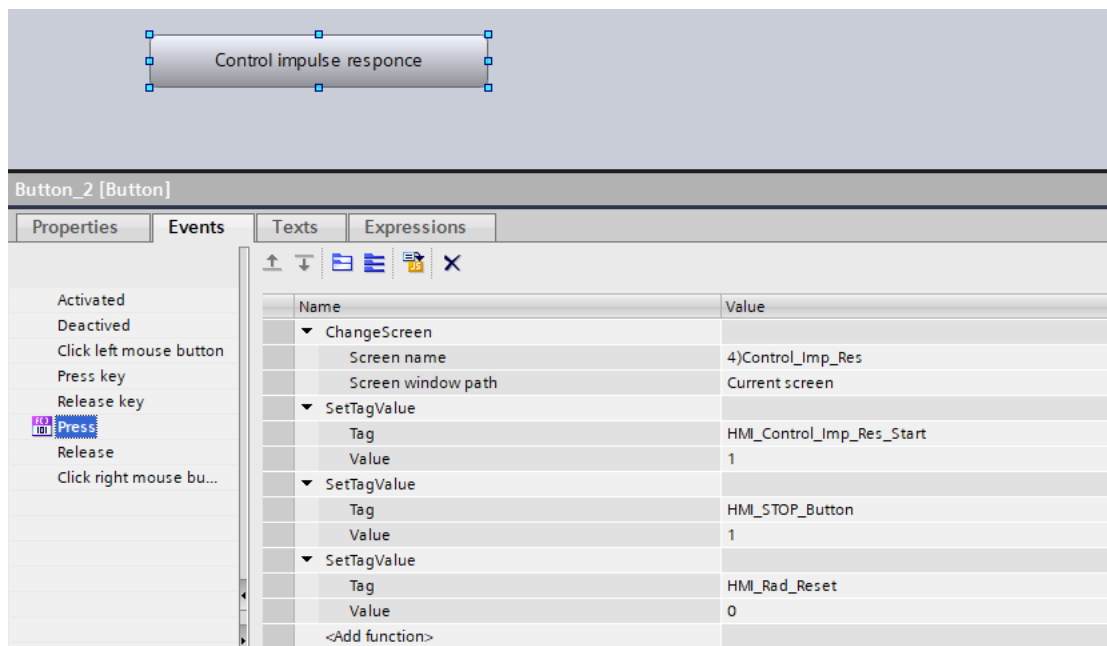 Control impulse responce
Button_2 [Button]
Properties Events Texts Expressions
Name Value
Activated
Deactived
Click left mouse button
Press key
Release key
Press
Release
Click right mouse bu...
ChangeScreen
Screen name 4)Control_Imp_Res
Screen window path Current screen
SetTagValue
Tag HMI_Control_Imp_Res_Start
Value 1
SetTagValue
Tag HMI_STOP_Button
Value 1
SetTagValue
Tag HMI_Rad_Reset
Value 0
<Add function>